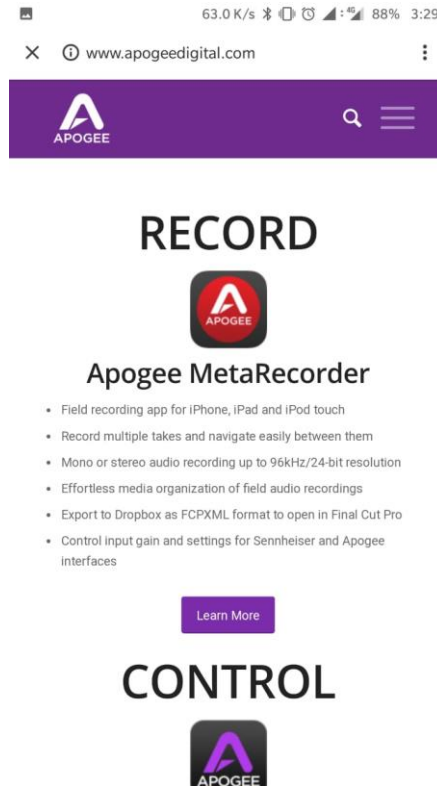 63.0 K/s 4G 88% 3:29
www.apogeedigital.com
APOGEE
RECORD
APOGEE
Apogee MetaRecorder
• Field recording app for iPhone, iPad and iPod touch
• Record multiple takes and navigate easily between them
• Mono or stereo audio recording up to 96kHz/24-bit resolution
• Effortless media organization of field audio recordings
• Export to Dropbox as FCPXML format to open in Final Cut Pro
• Control input gain and settings for Sennheiser and Apogee
interfaces
Learn More
CONTROL
APOGEE